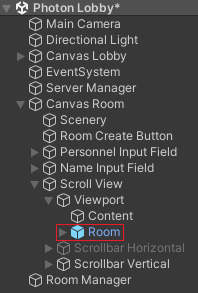 Photon Lobby*
Main Camera
Directional Light
Canvas Lobby
EventSystem
Server Manager
Canvas Room
Scenery
Room Create Button
Personnel Input Field
Name Input Field
Scroll View
Viewport
Content
Room
Scrollbar Horizontal
Scrollbar Vertical
Room Manager